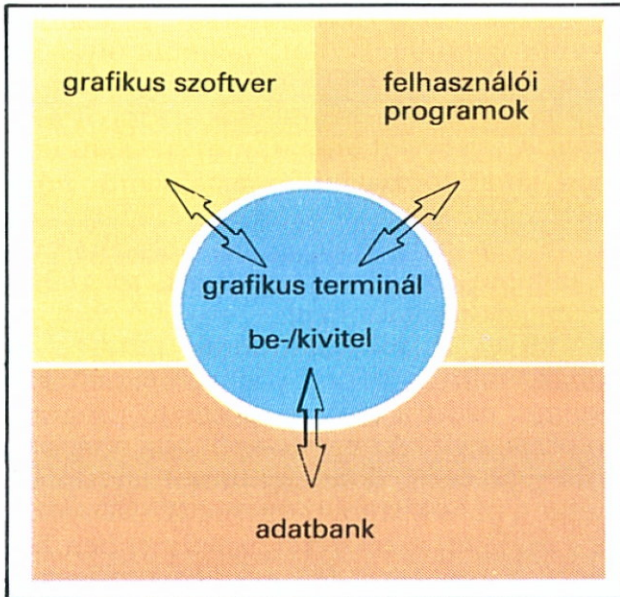 grafikus szoftver
felhasználói
programok
grafikus terminál
be-/kivitel
adatbank